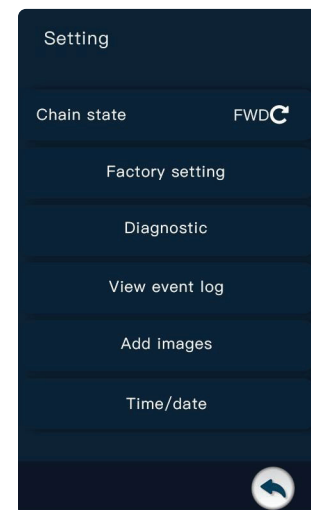 Setting
Chain state FWD
Factory setting
Diagnostic
View event log
Add images
Time/date